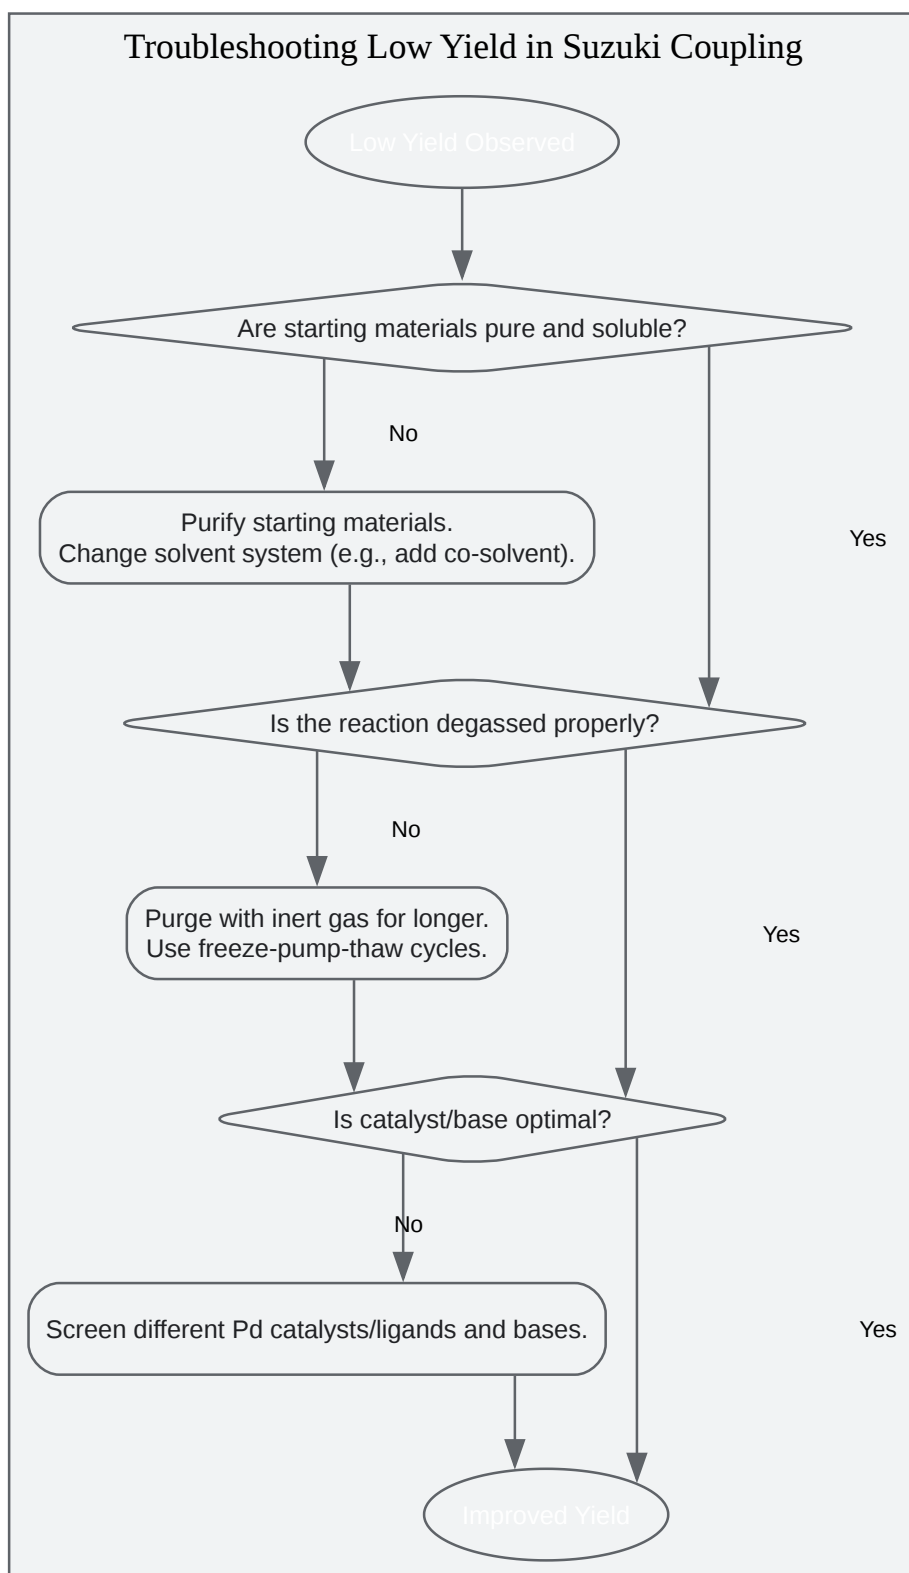 Troubleshooting Low Yield in Suzuki Coupling
Low Yield Observed
Are starting materials pure and soluble?
No
Purify starting materials.
Change solvent system (e.g., add co-solvent).
Yes
Is the reaction degassed properly?
No
Purge with inert gas for longer.
Use freeze-pump-thaw cycles.
Yes
Is catalyst/base optimal?
No
Screen different Pd catalysts/ligands and bases.
Yes
Improved Yield